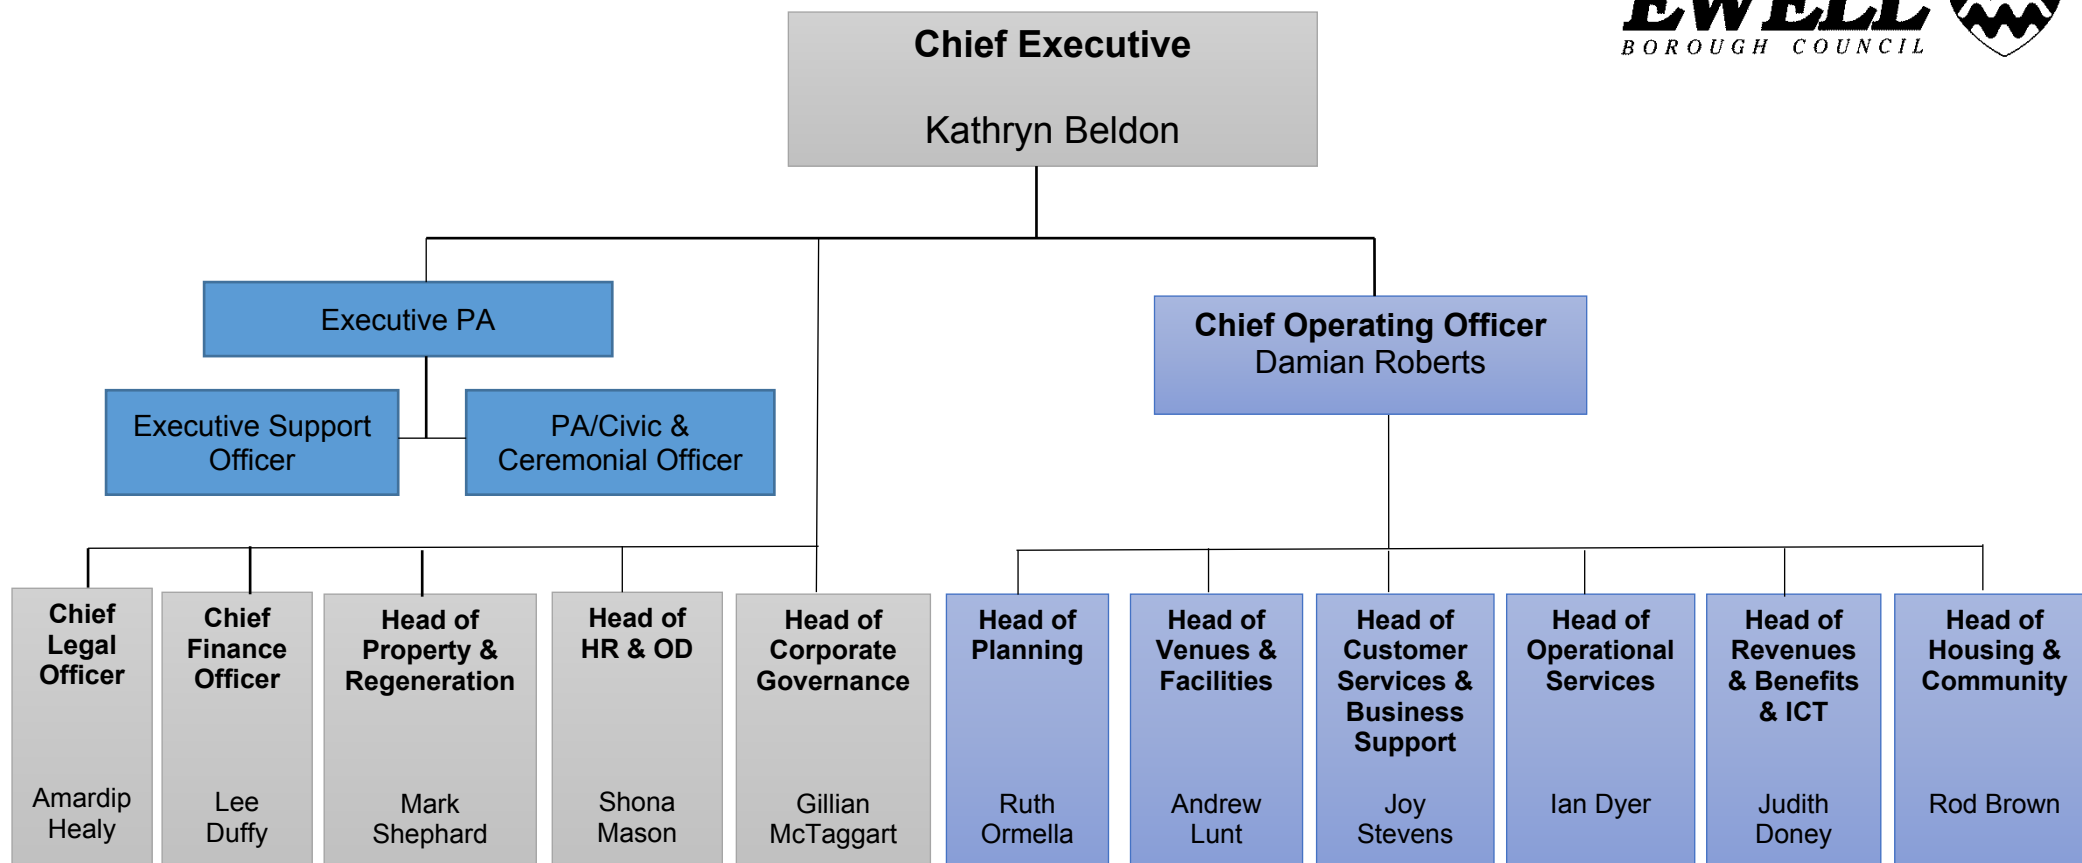 EWELL
BOROUGH COUNCIL
Chief Executive
Kathryn Beldon
Executive PA
Executive Support
Officer
PA/Civic &
Ceremonial Officer
Chief Operating Officer
Damian Roberts
Chief
Legal
Officer
Amardip
Healy
Chief
Finance
Officer
Lee
Duffy
Head of
Property &
Regeneration
Mark
Shephard
Head of
HR & OD
Shona
Mason
Head of
Corporate
Governance
Gillian
McTaggart
Head of
Planning
Ruth
Ormella
Head of
Venues &
Facilities
Andrew
Lunt
Head of
Customer
Services &
Business
Support
Joy
Stevens
Head of
Operational
Services
Ian Dyer
Head of
Revenues
& Benefits
& ICT
Judith
Doney
Head of
Housing &
Community
Rod Brown